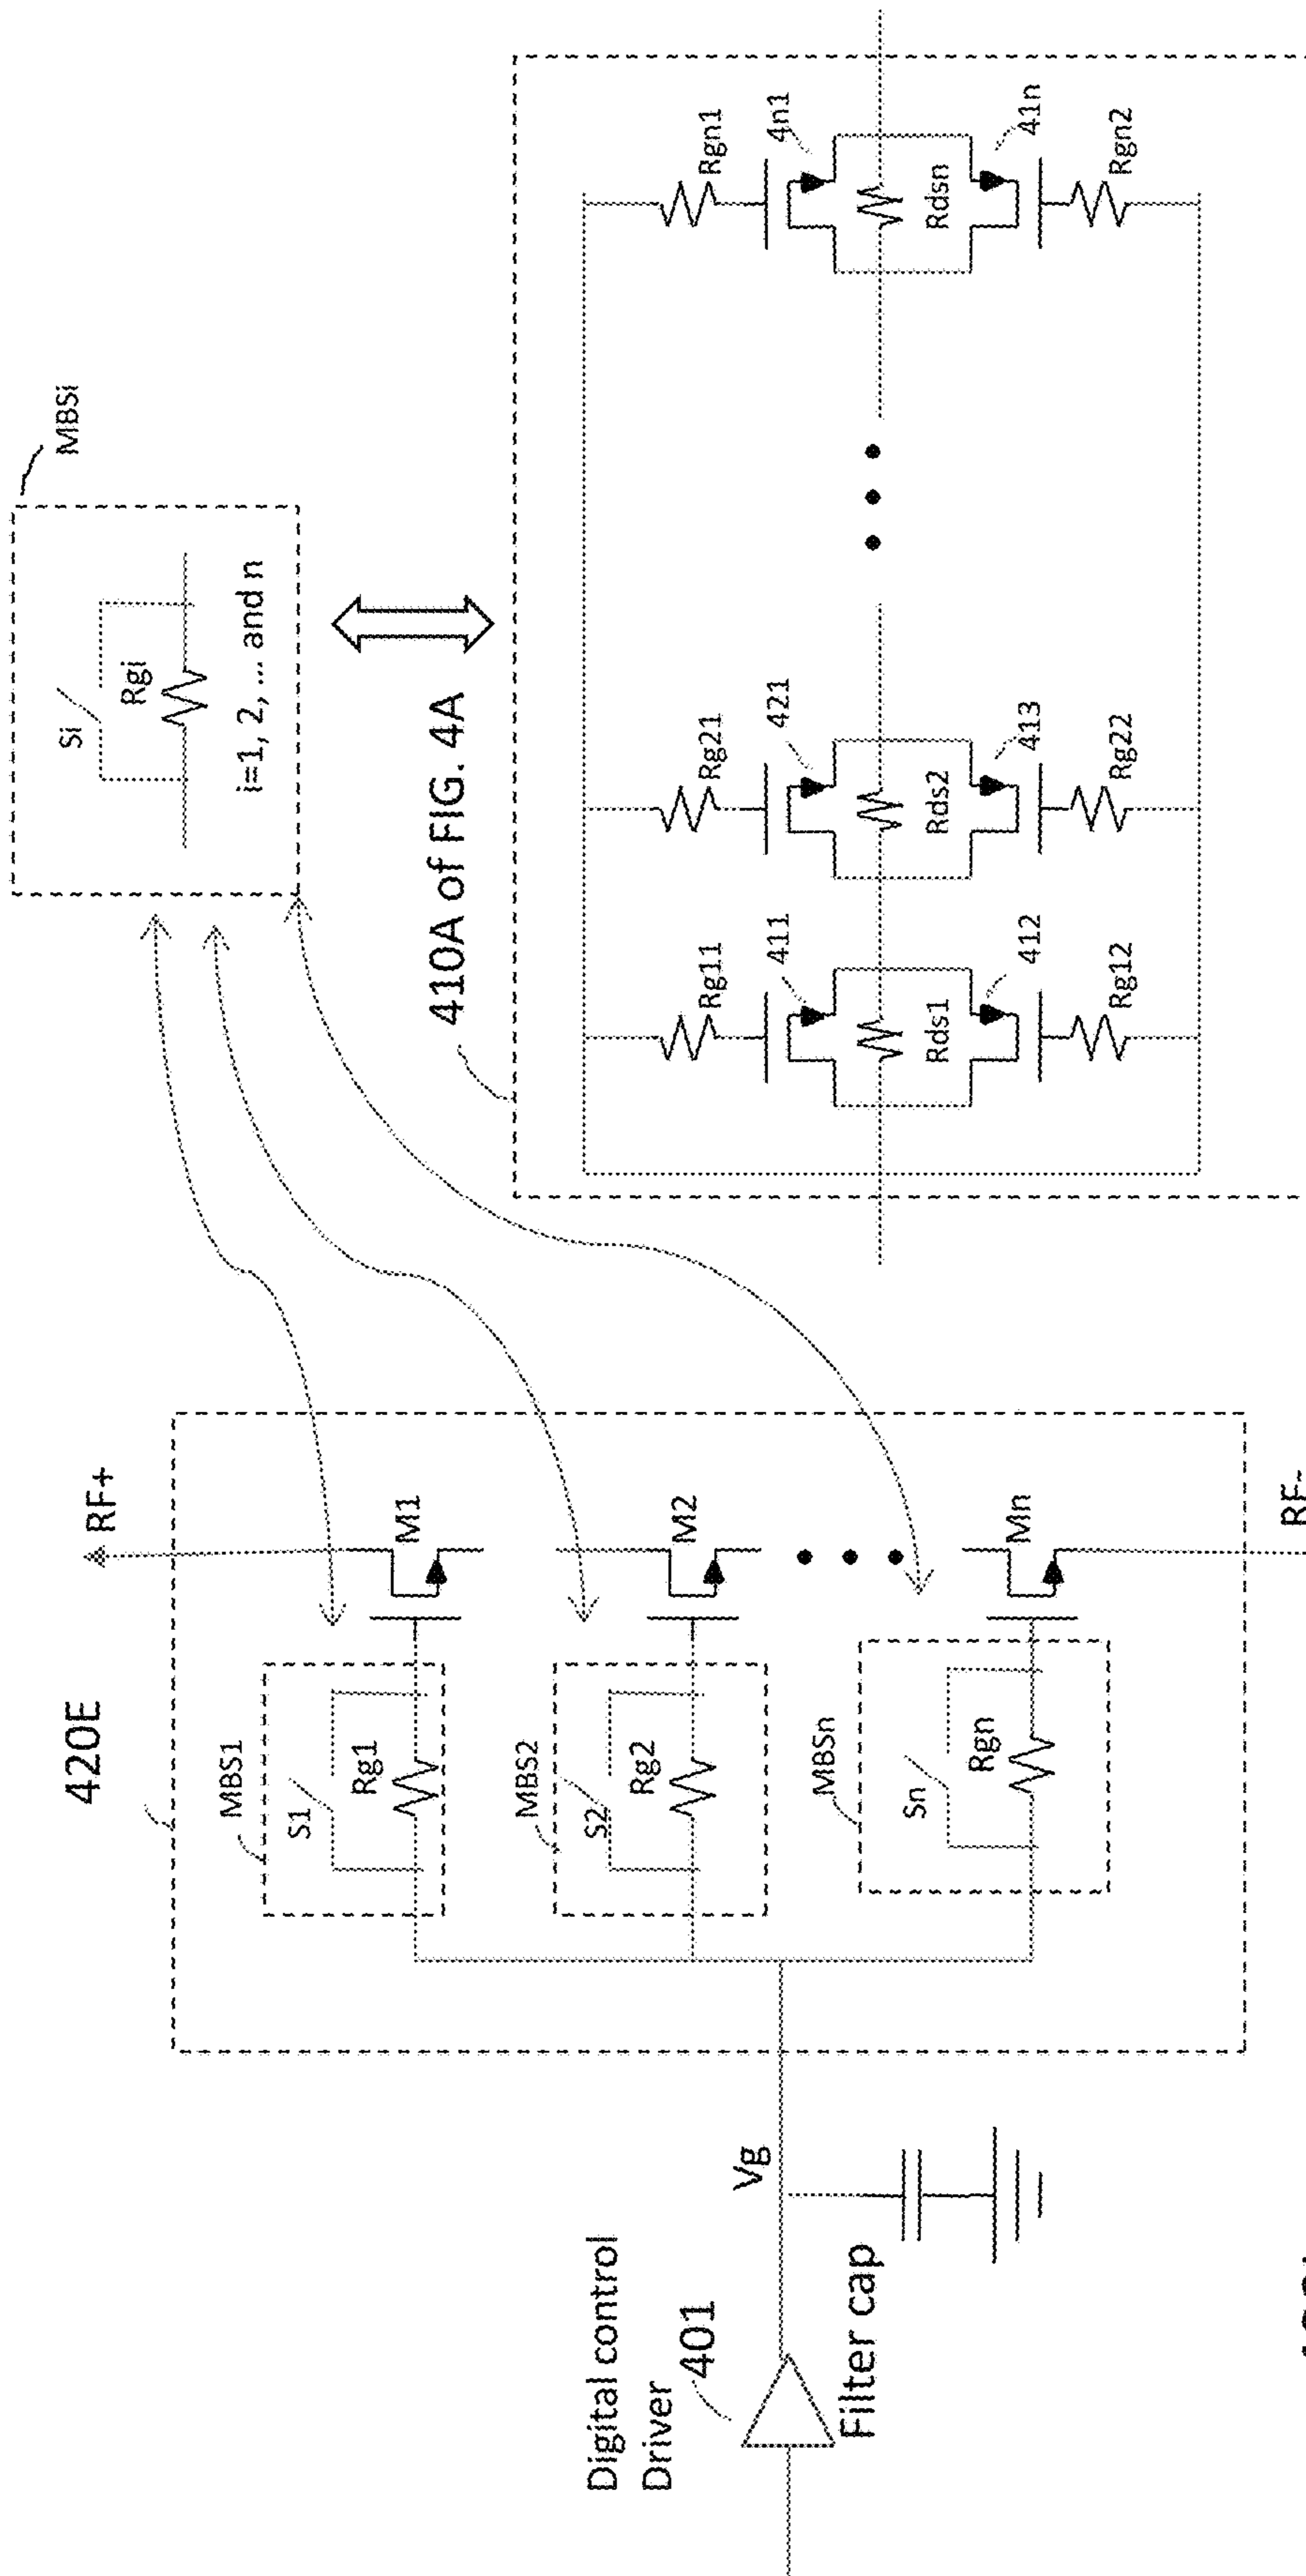 420E
RF+
MBS1
S1
Rg1
M1
MBS2
S2
Rg2
M2
MBSn
Sn
Rgn
Mn
RF-
Digital control
Driver
401
Vg
Filter cap
MBSi
Si
Rgi
i=1, 2, ... and n
410A of FIG. 4A
Rg11
411
Rds1
412
Rg12
Rg21
421
Rds2
413
Rg22
Rgn1
4n1
Rdsn
41n
Rgn2